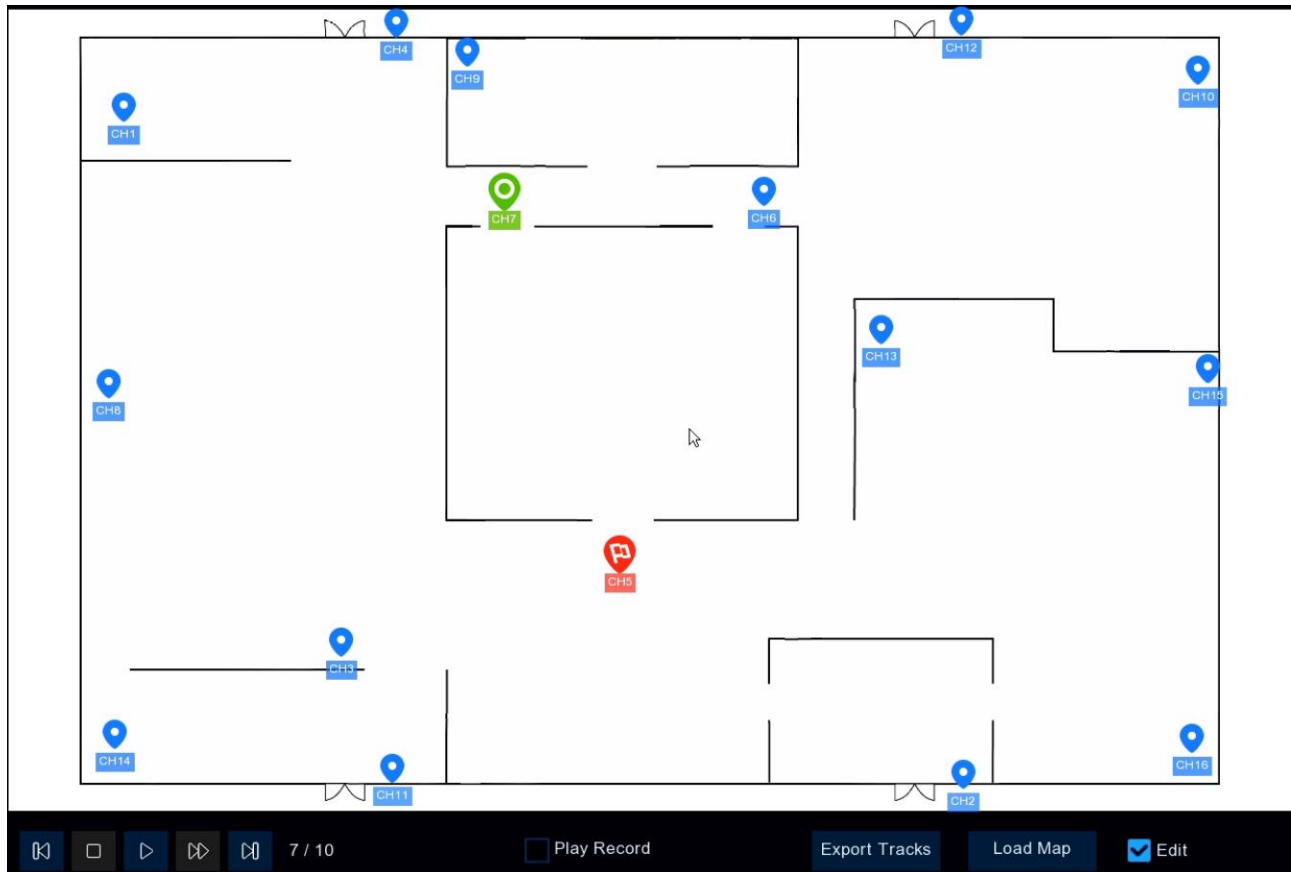 CH4
CH12
CH9
CH10
CH1
CH7
CH6
CH13
CH15
CH8
CH5
CH3
CH14
CH11
CH16
CH2
7 / 10
Play Record
Export Tracks
Load Map
Edit